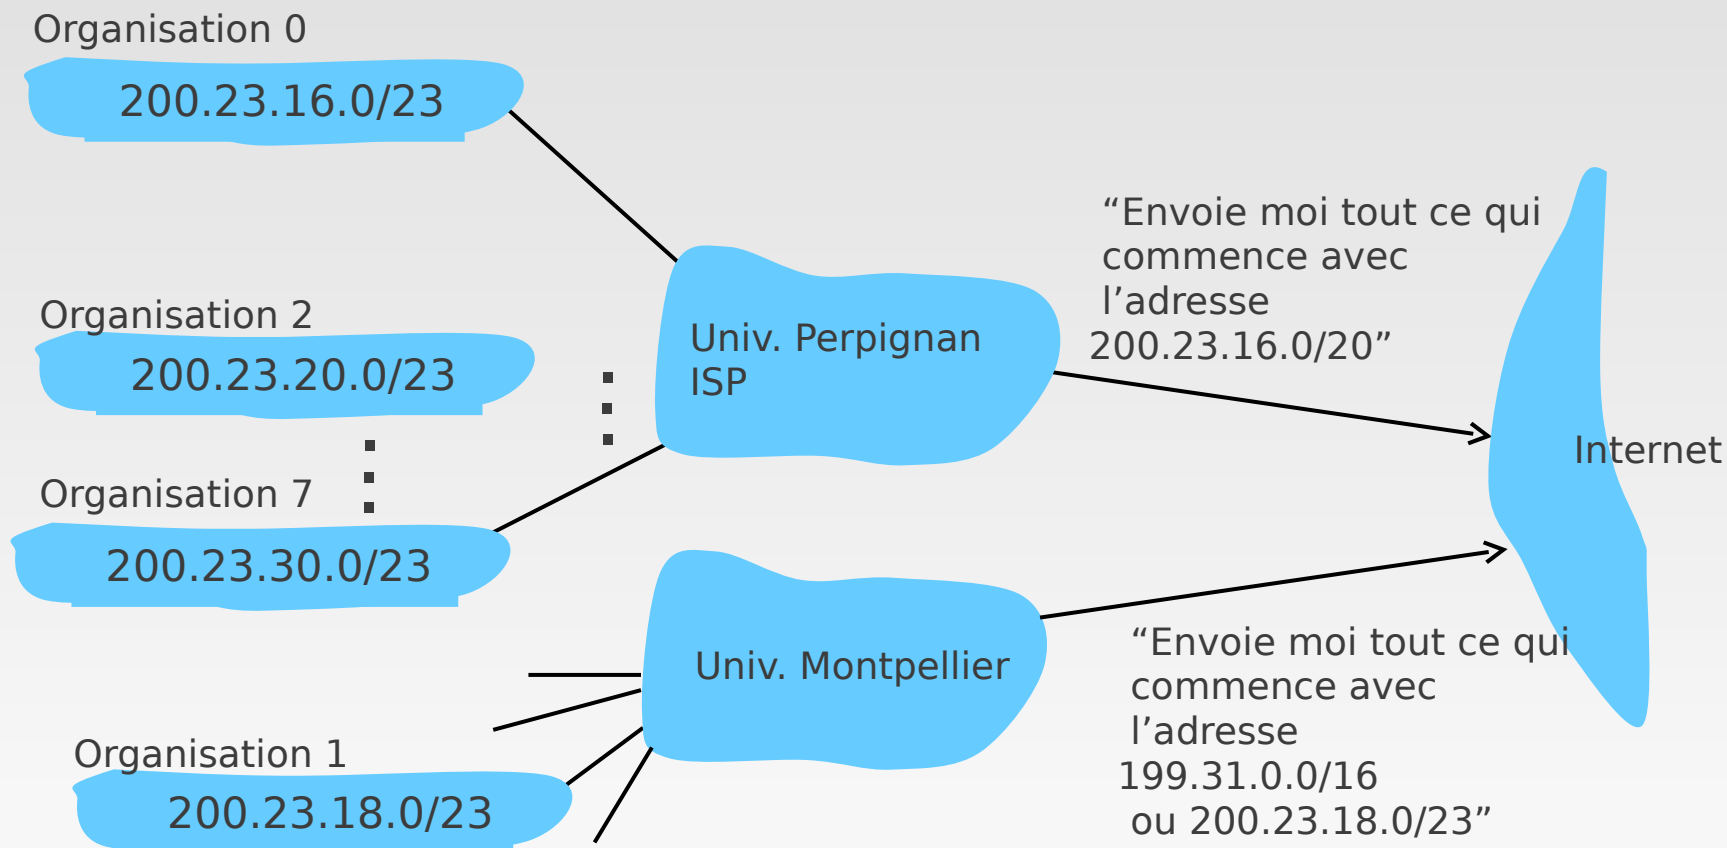 Organisation 0
200.23.16.0/23
Organisation 2
200.23.20.0/23
Organisation 7
200.23.30.0/23
Univ. Perpignan
ISP
“Envoie moi tout ce qui
commence avec
l’adresse
200.23.16.0/20”
Internet
Univ. Montpellier
“Envoie moi tout ce qui
commence avec
l’adresse
199.31.0.0/16
ou 200.23.18.0/23”
Organisation 1
200.23.18.0/23